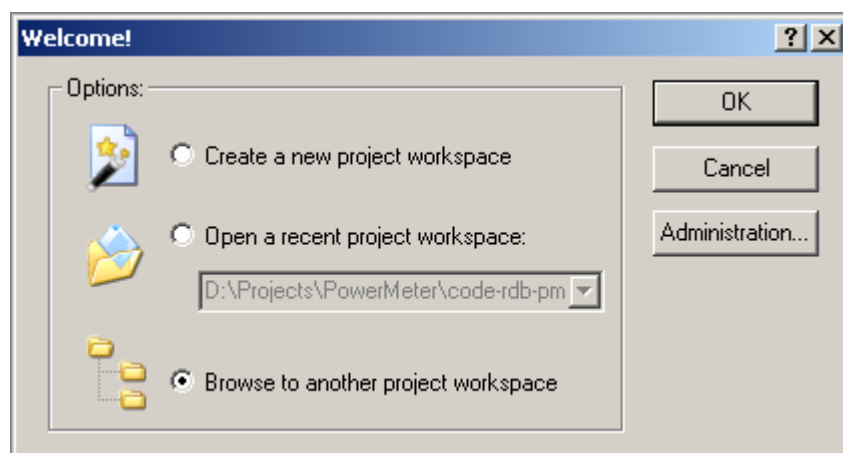 Welcome!
Options:
Create a new project workspace
Open a recent project workspace:
D:\Projects\PowerMeter\code-rdb-pm
Browse to another project workspace
OK
Cancel
Administration...